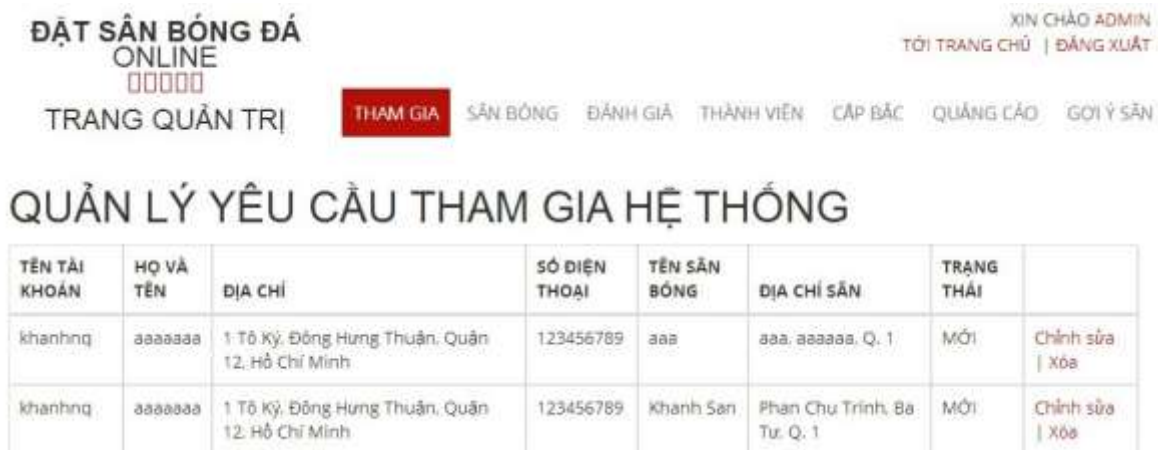 ĐẶT SÂN BÓNG ĐÁ
ONLINE
TRANG QUẢN TRỊ
XIN CHÀO ADMIN
TỚI TRANG CHỦ | ĐĂNG XUẤT
THAM GIA SÂN BÓNG ĐÁNH GIÁ THÀNH VIÊN CẤP BẬC QUẢNG CÁO GỢI Ý SÂN
QUẢN LÝ YÊU CẦU THAM GIA HỆ THỐNG
TÊN TÀI KHOẢN HỌ VÀ TÊN ĐỊA CHỈ SỐ ĐIỆN THOẠI TÊN SÂN BÓNG ĐỊA CHỈ SÂN TRẠNG THÁI
khanhnq aaaaaaa 1 Tô Ký, Đông Hưng Thuận, Quận 123456789 aaa aaa, aaaaaa, Q. 1 MỚI Chỉnh sửa
12, Hồ Chí Minh | Xóa
khanhnq aaaaaaa 1 Tô Ký, Đông Hưng Thuận, Quận 123456789 Khanh San Phan Chu Trinh, Ba MỚI Chỉnh sửa
12, Hồ Chí Minh Tư, Q. 1 | Xóa